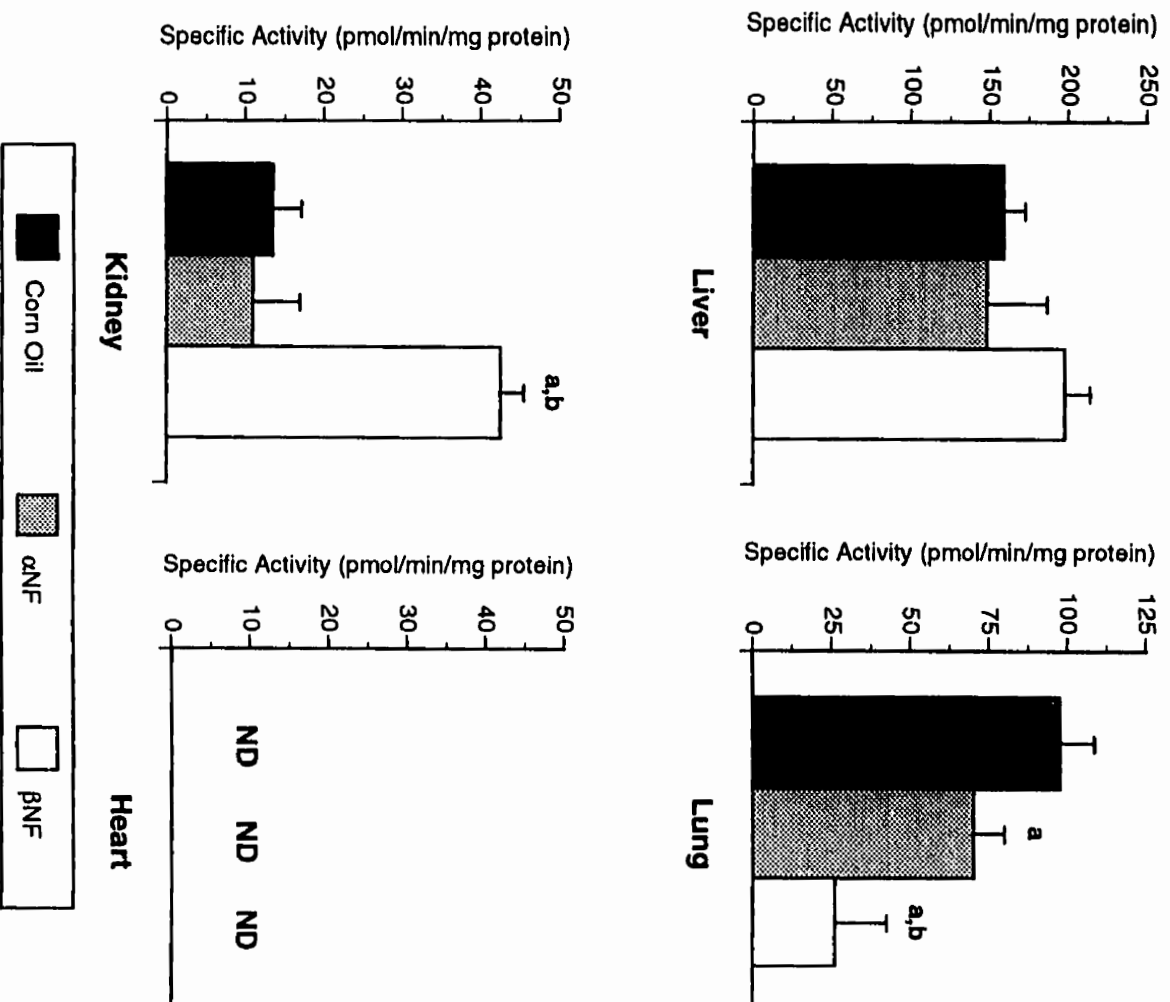 Specific Activity (pmol/min/mg protein)
0 50 100 150 200 250
Liver
Specific Activity (pmol/min/mg protein)
0 25 50 75 100 125
a
a,b
Lung
Specific Activity (pmol/min/mg protein)
0 10 20 30 40 50
a,b
Kidney
Specific Activity (pmol/min/mg protein)
0 10 20 30 40 50
ND ND ND
Heart
Corn Oil αNF βNF